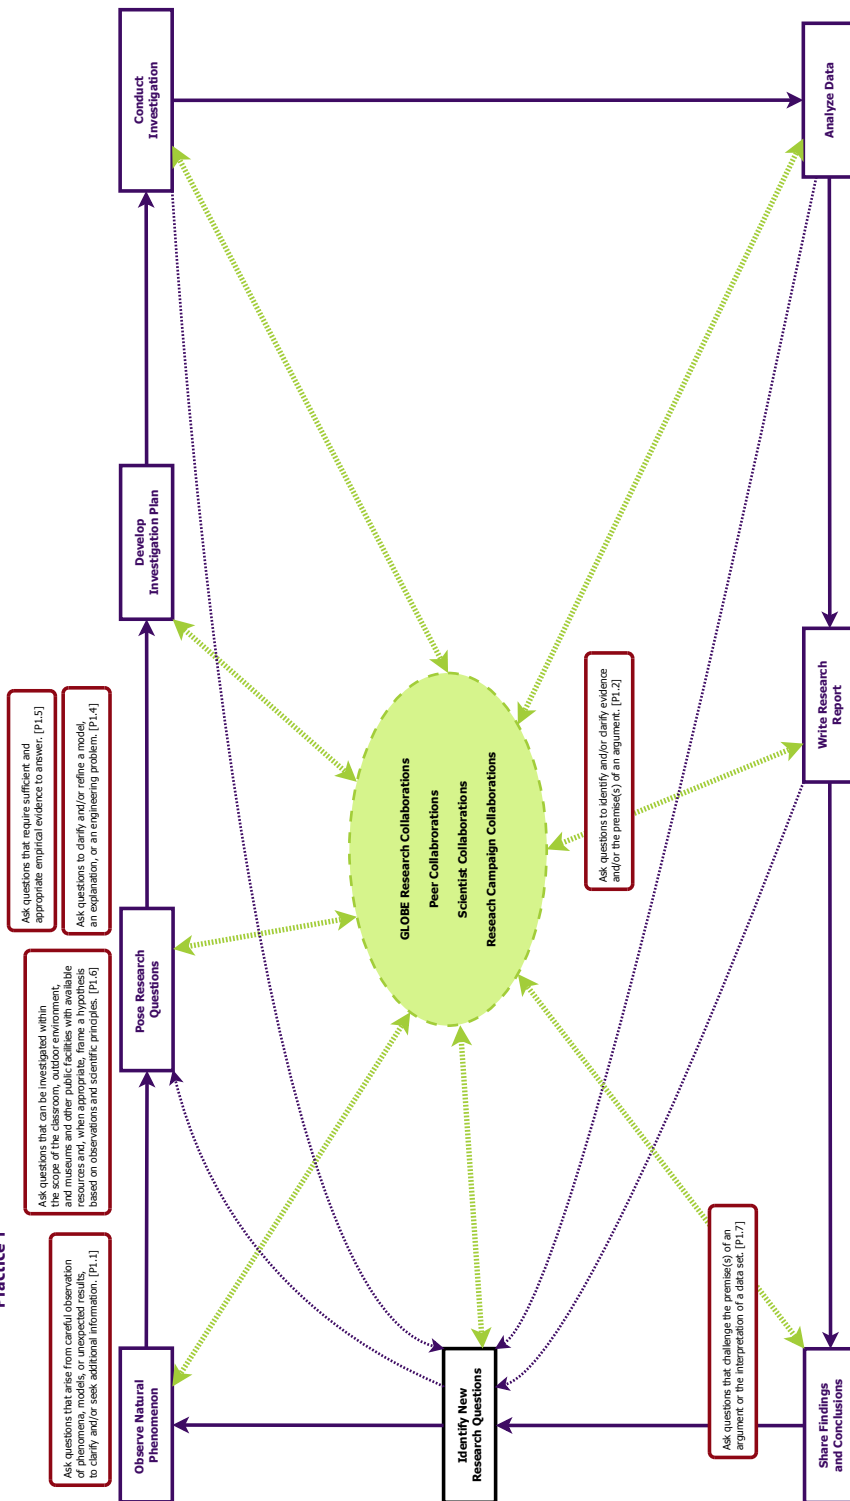 Practice 1
Ask questions that arise from careful observation
of phenomena, models, or unexpected results,
to clarify and/or seek additional information. [P1.1]
Ask questions that can be investigated within
the scope of the classroom, outdoor environment,
and museums and other public facilities with available
resources and, when appropriate, frame a hypothesis
based on observations and scientific principles. [P1.6]
Ask questions that require sufficient and
appropriate empirical evidence to answer. [P1.5]
Ask questions to clarify and/or refine a model,
an explanation, or an engineering problem. [P1.4]
Observe Natural
Phenomenon
Pose Research
Questions
Develop
Investigation Plan
Conduct
Investigation
GLOBE Research Collaborations
Peer Collabrorations
Scientist Collaborations
Reseach Campaign Collaborations
Identify New
Research Questions
Ask questions to identify and/or clarify evidence
and/or the premise(s) of an argument. [P1.2]
Ask questions that challenge the premise(s) of an
argument or the interpretation of a data set. [P1.7]
Share Findings
and Conclusions
Write Research
Report
Analyze Data